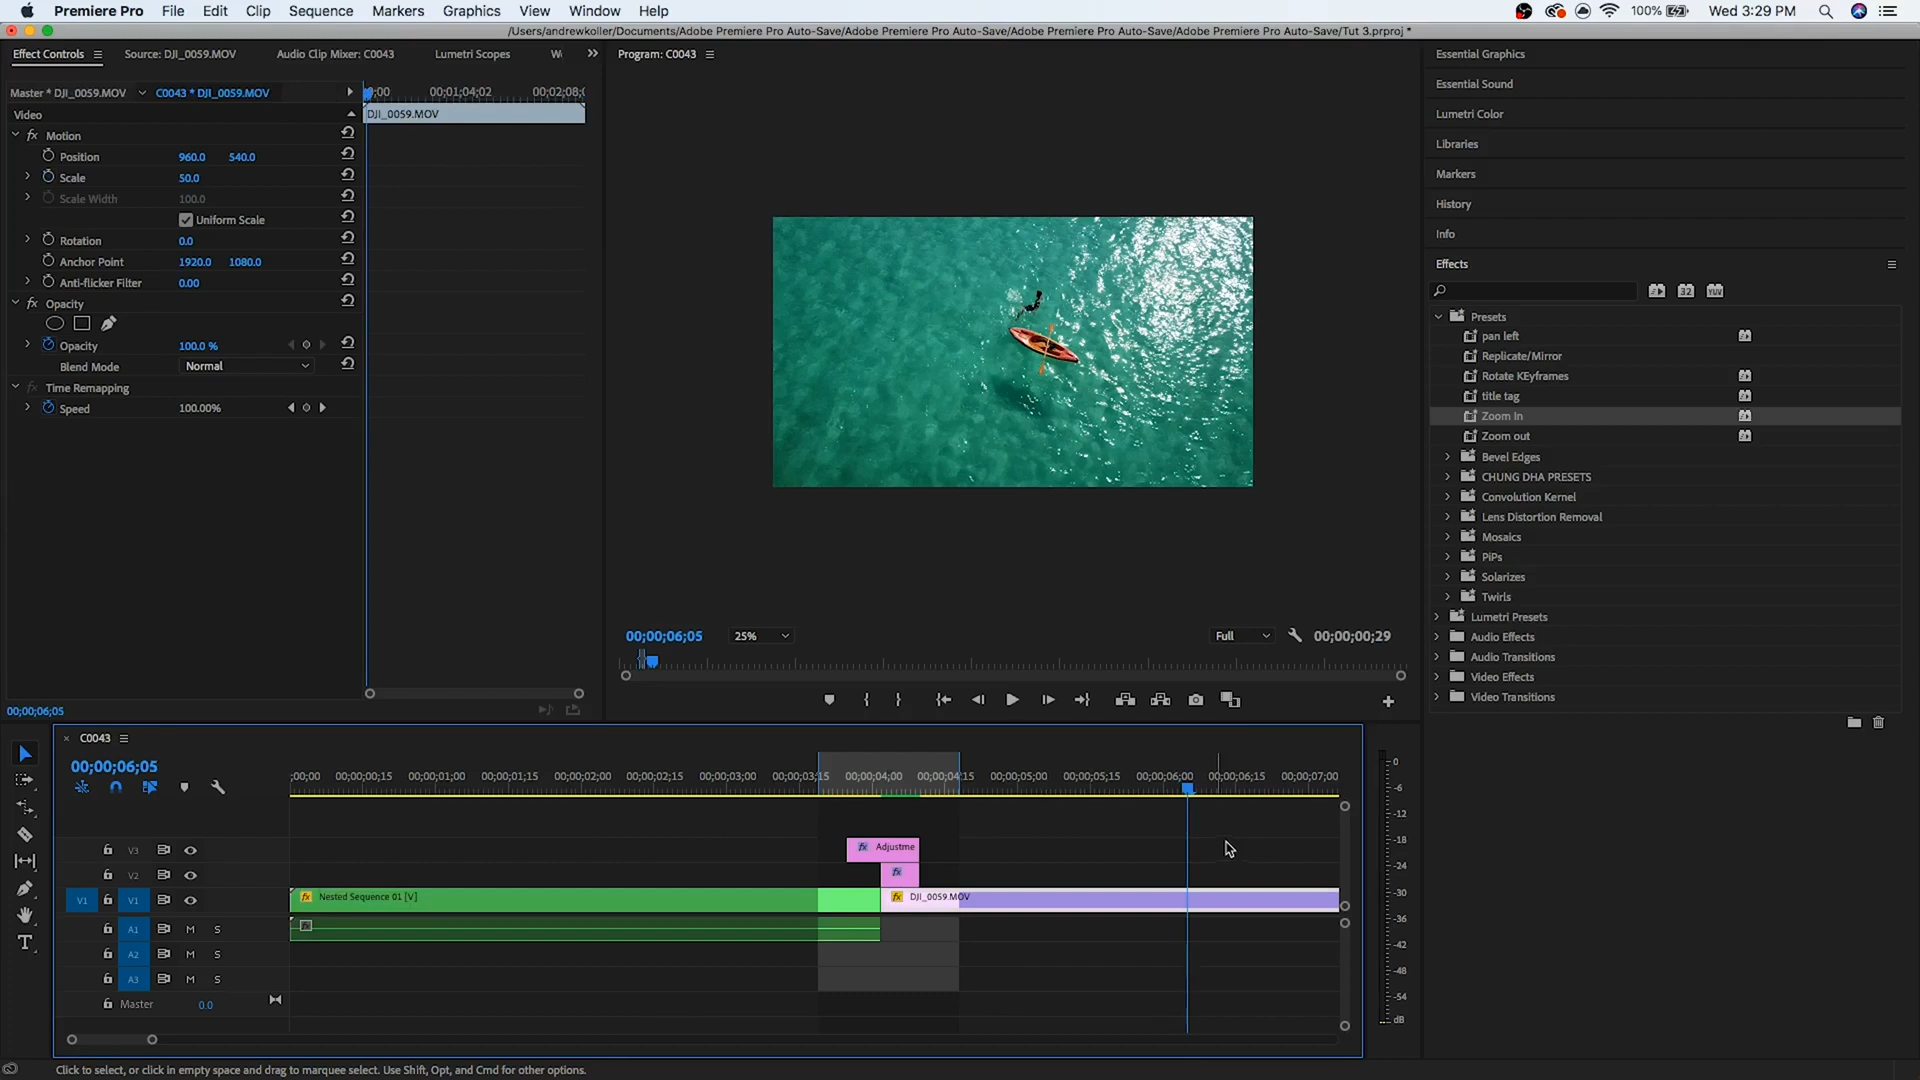 Premiere Pro File Edit Clip Sequence Markers Graphics View Window Help 100% Wed 3:29 PM
/Users/andrewkoller/Documents/Adobe Premiere Pro Auto-Save/Adobe Premiere Pro Auto-Save/Adobe Premiere Pro Auto-Save/Adobe Premiere Pro Auto-Save/Tut 3.prproj *
Effect Controls Source: DJI_0059.MOV Audio Clip Mixer: C0043 Lumetri Scopes Program: C0043
Master * DJI_0059.MOV C0043 * DJI_0059.MOV 00;00 00;01;04;02
Video DJI_0059.MOV
Motion
Position 960.0 540.0
Scale 50.0
Scale Width 100.0
Uniform Scale
Rotation 0.0
Anchor Point 1920.0 1080.0
Anti-flicker Filter 0.00
Opacity
Opacity 100.0 %
Blend Mode Normal
Time Remapping
Speed 100.00%
00;00;06;05
00;00;06;05 25% Full 00;00;00;29
Essential Graphics
Essential Sound
Lumetri Color
Libraries
Markers
History
Info
Effects
32 YUV
Presets
pan left
Replicate/Mirror
Rotate KEyframes
title tag
Zoom In
Zoom out
Bevel Edges
CHUNG DHA PRESETS
Convolution Kernel
Lens Distortion Removal
Mosaics
PiPs
Solarizes
Twirls
Lumetri Presets
Audio Effects
Audio Transitions
Video Effects
Video Transitions
× C0043
00;00;06;05
;00;00 00;00;00;15 00;00;01;00 00;00;01;15 00;00;02;00 00;00;02;15 00;00;03;00 00;00;03;15 00;00;04;00 00;00;04;15 00;00;05;00 00;00;05;15 00;00;06;00 00;00;06;15 00;00;07;00
V3 fx Adjustme
V2 fx
V1 V1 fx Nested Sequence 01 [V] fx DJI_0059.MOV
A1 M S
A2 M S
A3 M S
Master 0.0
0
-6
-12
-18
-24
-30
-36
-42
-48
-54
dB
Click to select, or click in empty space and drag to marquee select. Use Shift, Opt, and Cmd for other options.